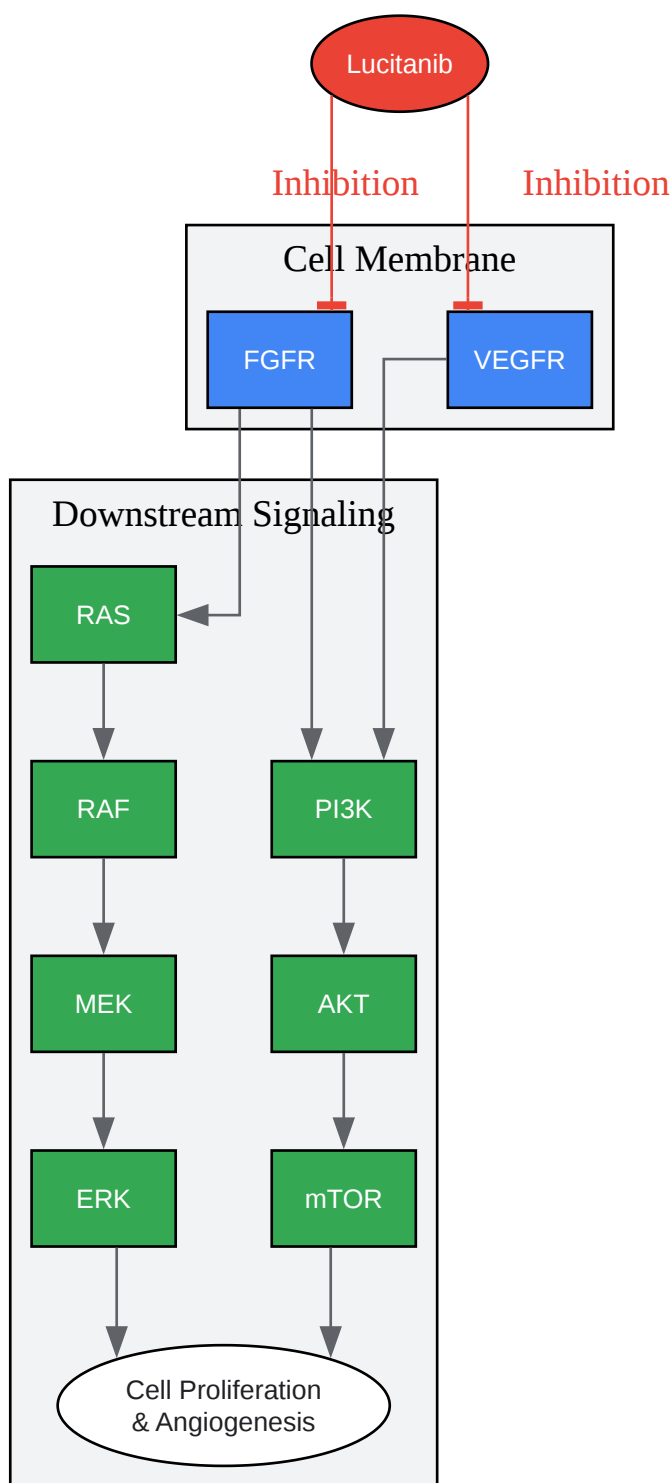 Lucitanib
Inhibition
Inhibition
Cell Membrane
FGFR
VEGFR
Downstream Signaling
RAS
RAF
PI3K
MEK
AKT
ERK
mTOR
Cell Proliferation
& Angiogenesis